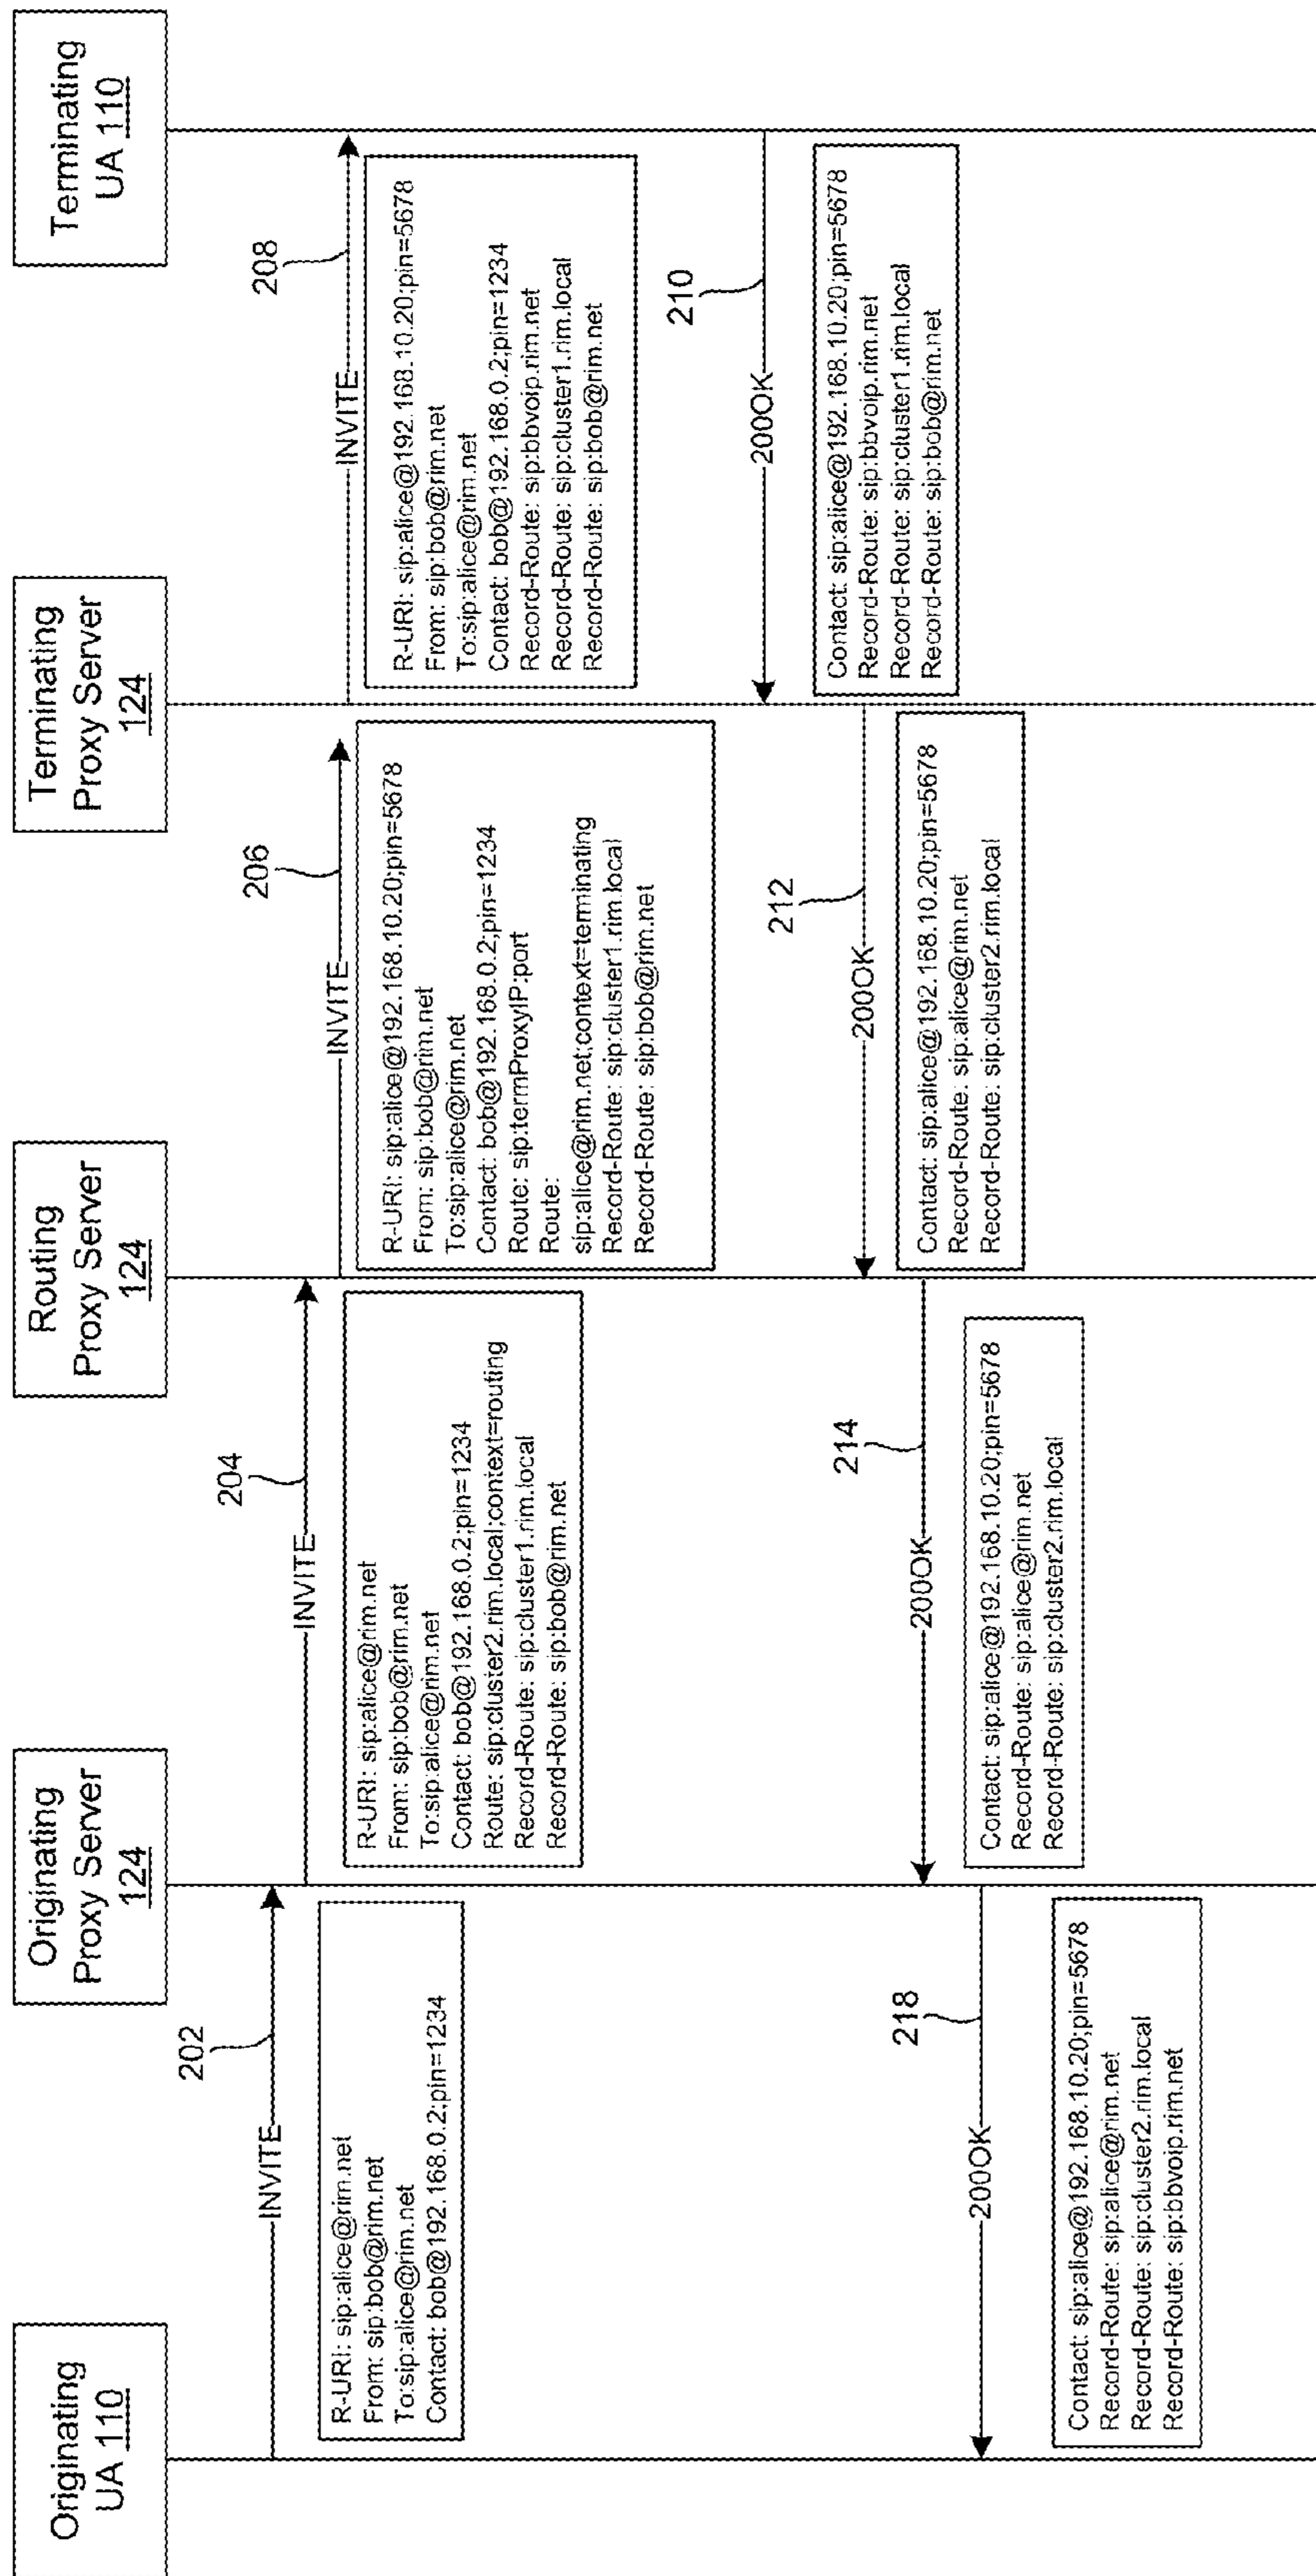 Originating
UA 110
Originating
Proxy Server
124
Routing
Proxy Server
124
Terminating
Proxy Server
124
Terminating
UA 110
202
INVITE
R-URI: sip:alice@rim.net
From: sip:bob@rim.net
To:sip:alice@rim.net
Contact: bob@192.168.0.2;pin=1234
204
INVITE
R-URI: sip:alice@rim.net
From: sip:bob@rim.net
To:sip:alice@rim.net
Contact: bob@192.168.0.2;pin=1234
Route: sip:cluster2.rim.local;context=routing
Record-Route: sip:cluster1.rim.local
Record-Route: sip:bob@rim.net
206
INVITE
R-URI: sip:alice@192.168.10.20;pin=5678
From: sip:bob@rim.net
To:sip:alice@rim.net
Contact: bob@192.168.0.2;pin=1234
Route: sip:termProxyIP:port
Route:
sip:alice@rim.net;context=terminating
Record-Route: sip:cluster1.rim.local
Record-Route: sip:bob@rim.net
208
INVITE
R-URI: sip:alice@192.168.10.20;pin=5678
From: sip:bob@rim.net
To:sip:alice@rim.net
Contact: bob@192.168.0.2;pin=1234
Record-Route: sip:bbvoip.rim.net
Record-Route: sip:cluster1.rim.local
Record-Route: sip:bob@rim.net
210
200OK
Contact: sip:alice@192.168.10.20;pin=5678
Record-Route: sip:bbvoip.rim.net
Record-Route: sip:cluster1.rim.local
Record-Route: sip:bob@rim.net
212
200OK
Contact: sip:alice@192.168.10.20;pin=5678
Record-Route: sip:alice@rim.net
Record-Route: sip:cluster2.rim.local
214
200OK
Contact: sip:alice@192.168.10.20;pin=5678
Record-Route: sip:alice@rim.net
Record-Route: sip:cluster2.rim.local
218
200OK
Contact: sip:alice@192.168.10.20;pin=5678
Record-Route: sip:alice@rim.net
Record-Route: sip:cluster2.rim.local
Record-Route: sip:bbvoip.rim.net